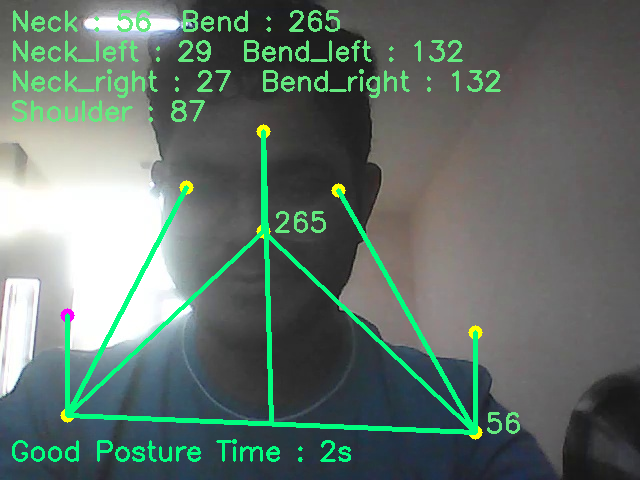 Neck : 56 Bend : 265
Neck_left : 29 Bend_left : 132
Neck_right : 27 Bend_right : 132
Shoulder : 87
265
56
Good Posture Time : 2s